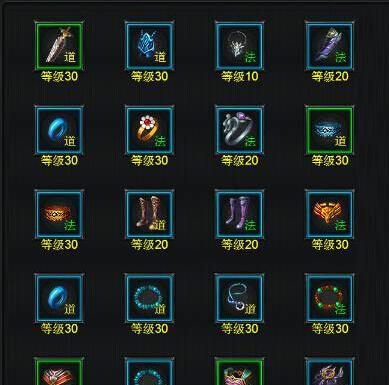 道 道 法 法
等级30 等级30 等级10 等级20
道 法 法 道
等级30 等级30 等级20 等级30
法 道 法 法
等级30 等级20 等级20 等级30
道 道 道 法
等级30 等级30 等级30 等级30